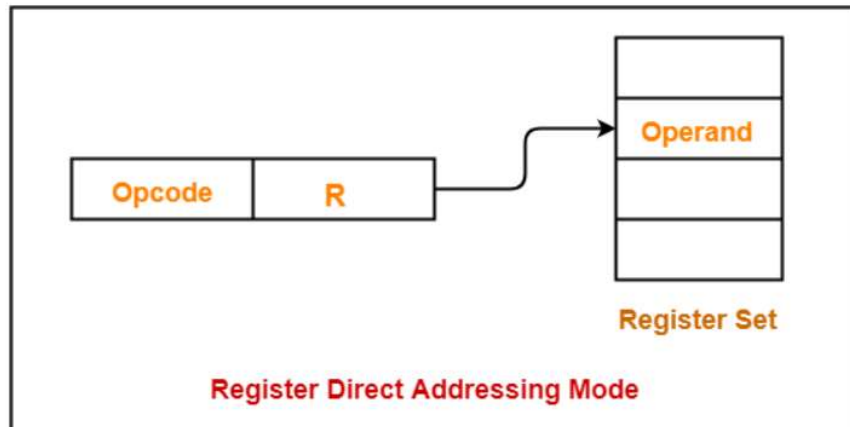 Operand
Opcode R
Register Set
Register Direct Addressing Mode